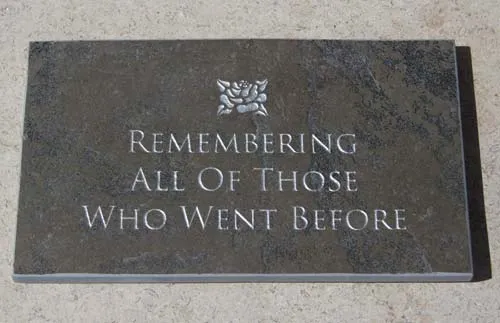 Remembering
All Of Those
Who Went Before